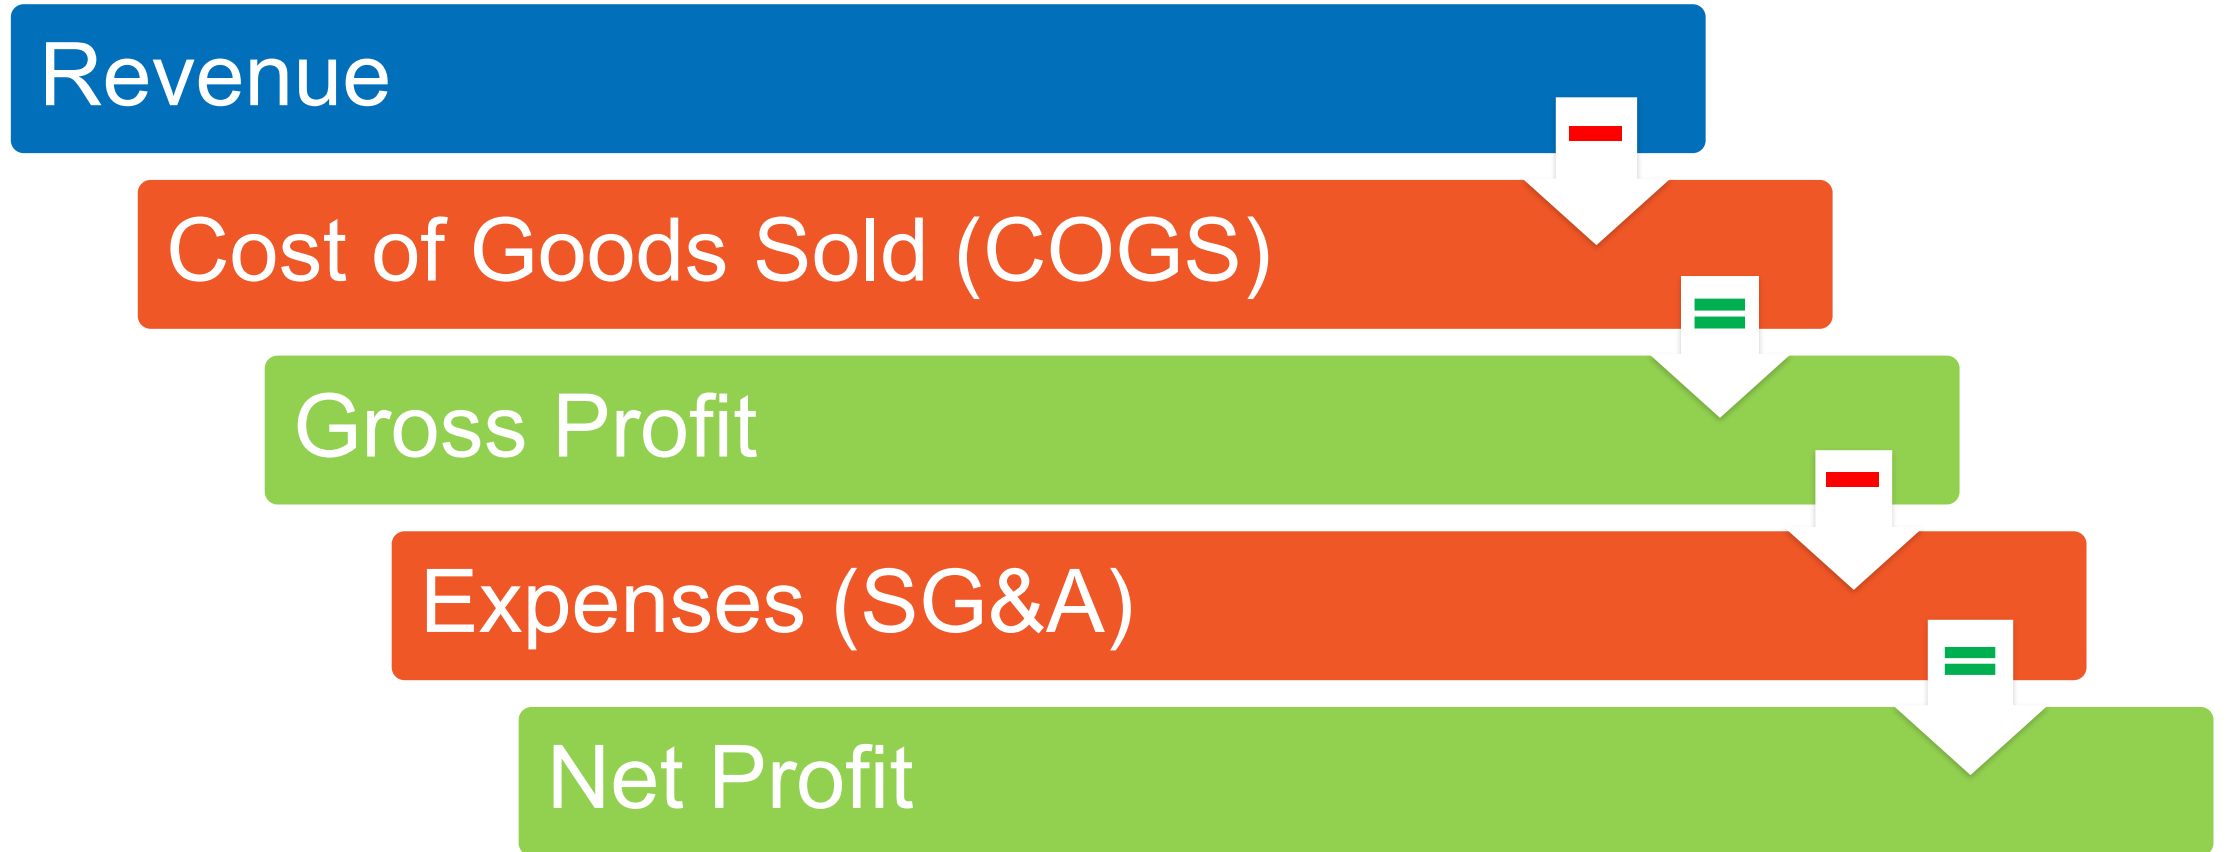 Revenue
Cost of Goods Sold (COGS)
Gross Profit
Expenses (SG&A)
Net Profit